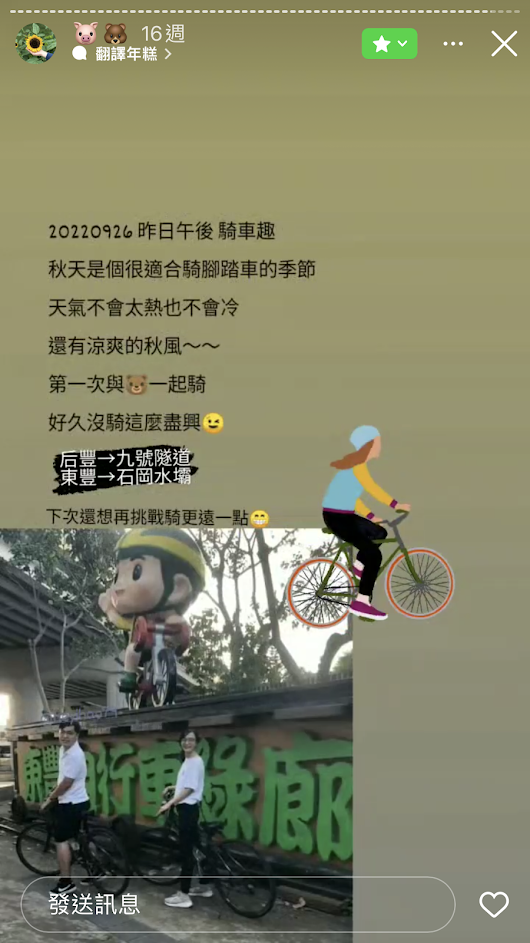 16週
翻譯年糕
20220926 昨日午後 騎車趣
秋天是個很適合騎腳踏車的季節
天氣不會太熱也不會冷
還有涼爽的秋風～～
第一次與🐻一起騎
好久沒騎這麼盡興😉
后豐→九號隧道
東豐→石岡水壩
下次還想再挑戰騎更遠一點😁
東豐自行車綠廊
發送訊息